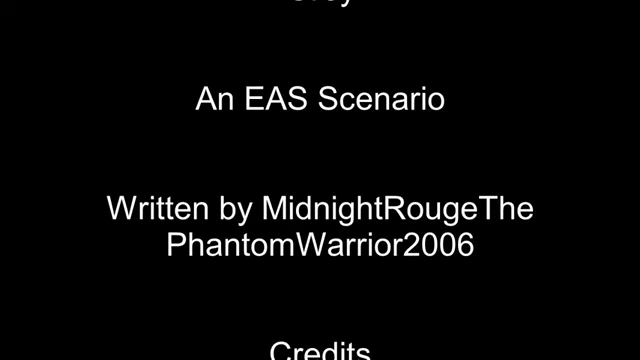 An EAS Scenario
Written by MidnightRougeThe
PhantomWarrior2006
Credits